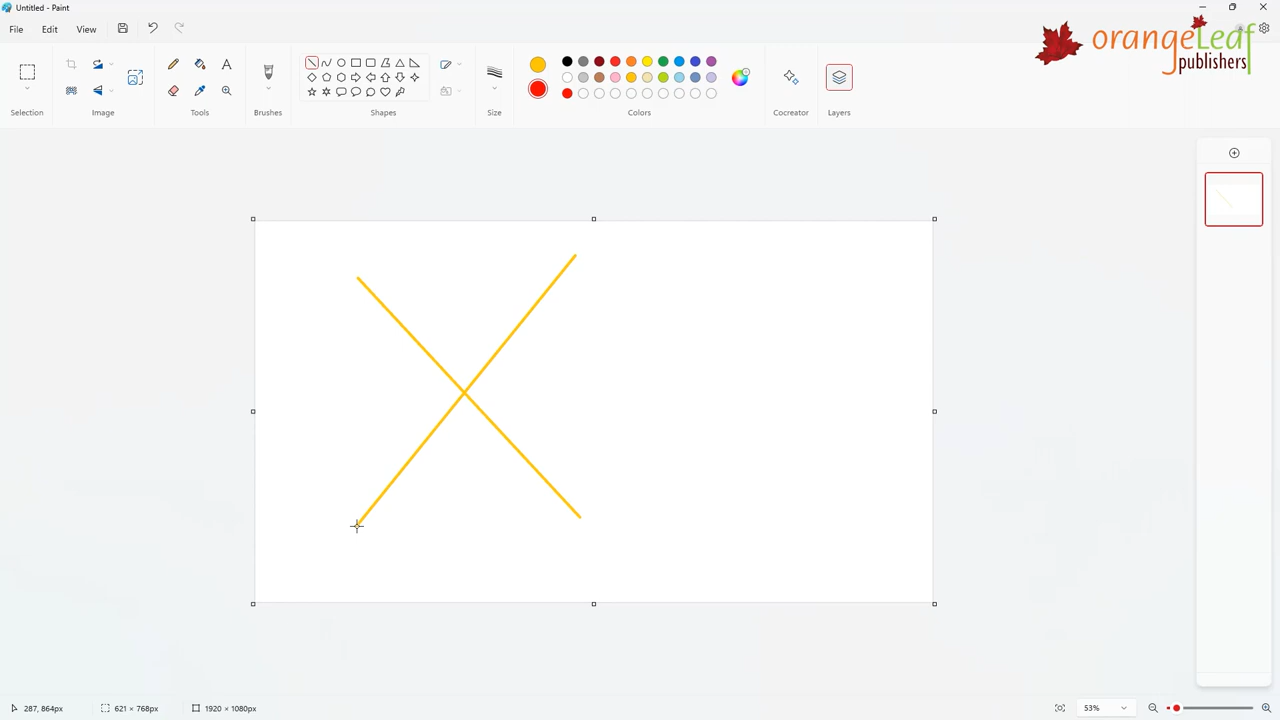 Untitled - Paint
File
Edit
View
orangeLeaf
publishers
Selection
Image
Tools
Brushes
Shapes
Size
Colors
Cocreator
Layers
287, 864px
621 × 768px
1920 × 1080px
53%